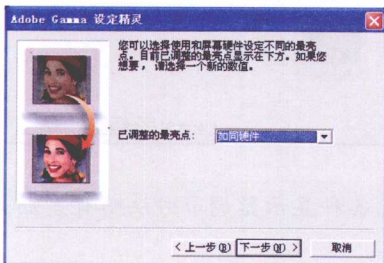 Adobe Gamma 设定精灵
您可以选择使用和屏幕硬件设定不同的最亮
点。目前已调整的最亮点显示在下方。如果您
想要，请选择一个新的数值。
已调整的最亮点：
如同硬件
<上一步(B)
下一步(N)>
取消